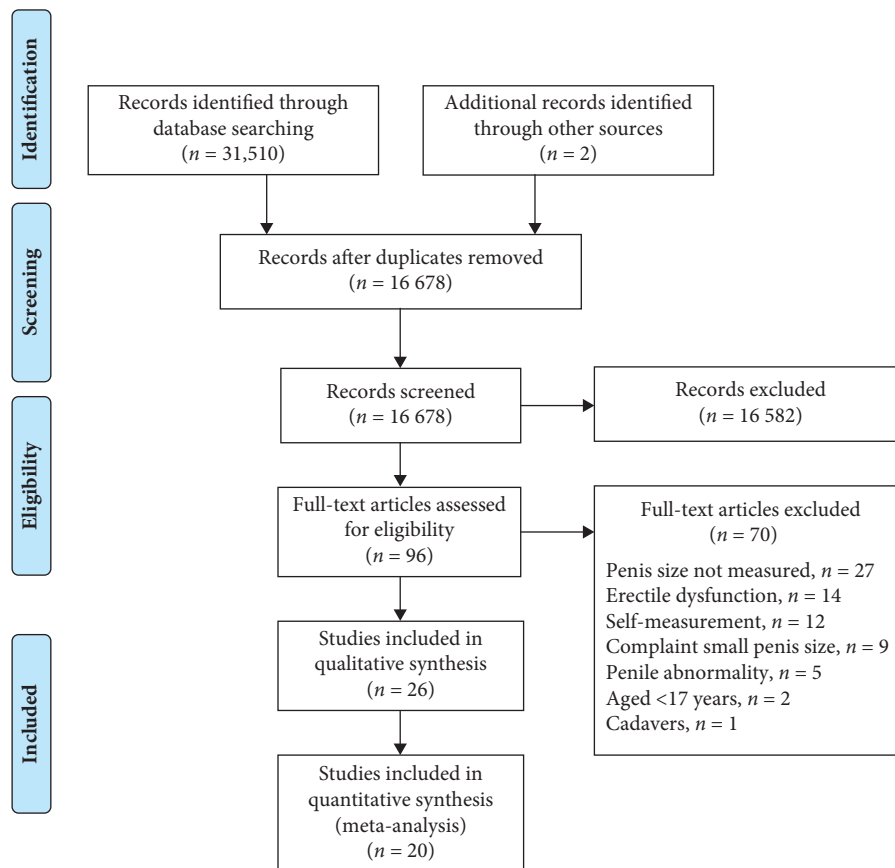 Identification
Records identified through
database searching
(n = 31,510)
Additional records identified
through other sources
(n = 2)
Screening
Records after duplicates removed
(n = 16 678)
Records screened
(n = 16 678)
Records excluded
(n = 16 582)
Eligibility
Full-text articles assessed
for eligibility
(n = 96)
Full-text articles excluded
(n = 70)
Penis size not measured, n = 27
Erectile dysfunction, n = 14
Self-measurement, n = 12
Complaint small penis size, n = 9
Penile abnormality, n = 5
Aged <17 years, n = 2
Cadavers, n = 1
Included
Studies included in
qualitative synthesis
(n = 26)
Studies included in
quantitative synthesis
(meta-analysis)
(n = 20)